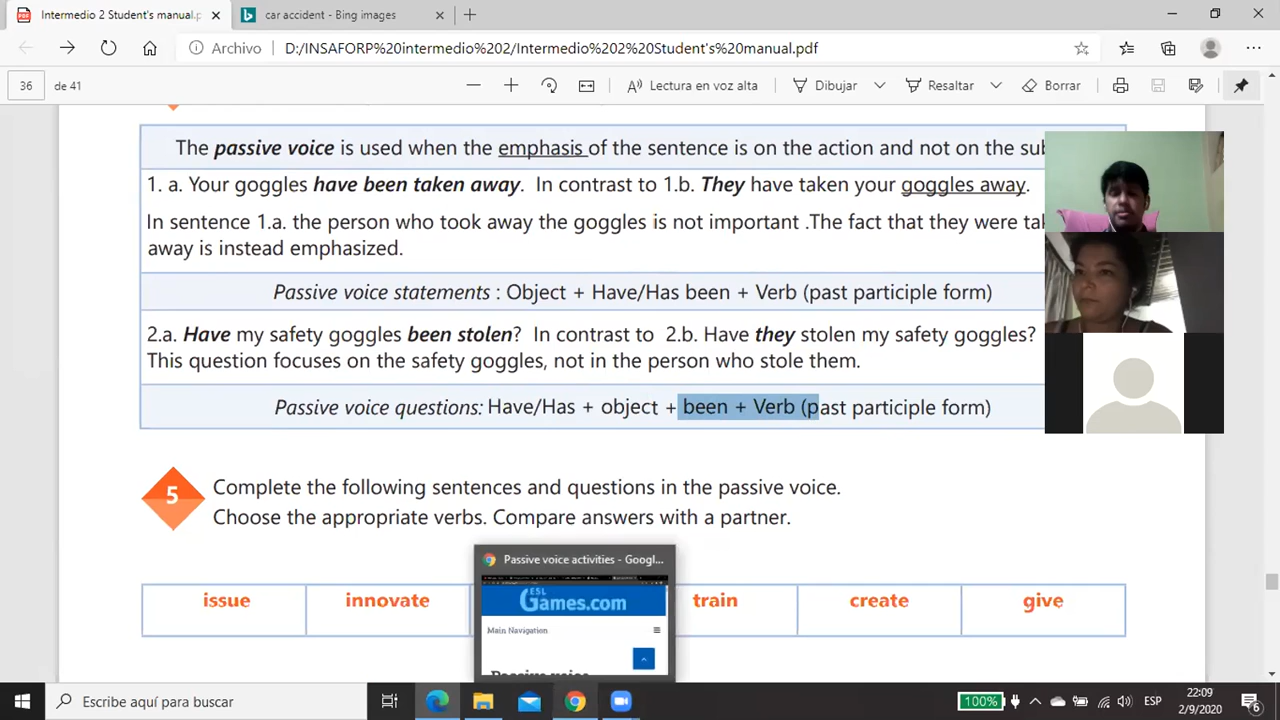 Intermedio 2 Student's manual.p
car accident - Bing images
Archivo
D:/INSAFORP%20intermedio%202/Intermedio%202%20Student's%20manual.pdf
36
de 41
Lectura en voz alta
Dibujar
Resaltar
Borrar
The passive voice is used when the emphasis of the sentence is on the action and not on the
1. a. Your goggles have been taken away. In contrast to 1.b. They have taken your goggles away.
In sentence 1.a. the person who took away the goggles is not important .The fact that they were
away is instead emphasized.
Passive voice statements : Object + Have/Has been + Verb (past participle form)
2.a. Have my safety goggles been stolen? In contrast to 2.b. Have they stolen my safety goggles?
This question focuses on the safety goggles, not in the person who stole them.
Passive voice questions: Have/Has + object + been + Verb (past participle form)
5
Complete the following sentences and questions in the passive voice.
Choose the appropriate verbs. Compare answers with a partner.
Passive voice activities - Googl...
issue
innovate
train
create
give
ESL
Games.com
Main Navigation
Passive voice
Escribe aquí para buscar
100%
ESP
22:09
2/9/2020
6